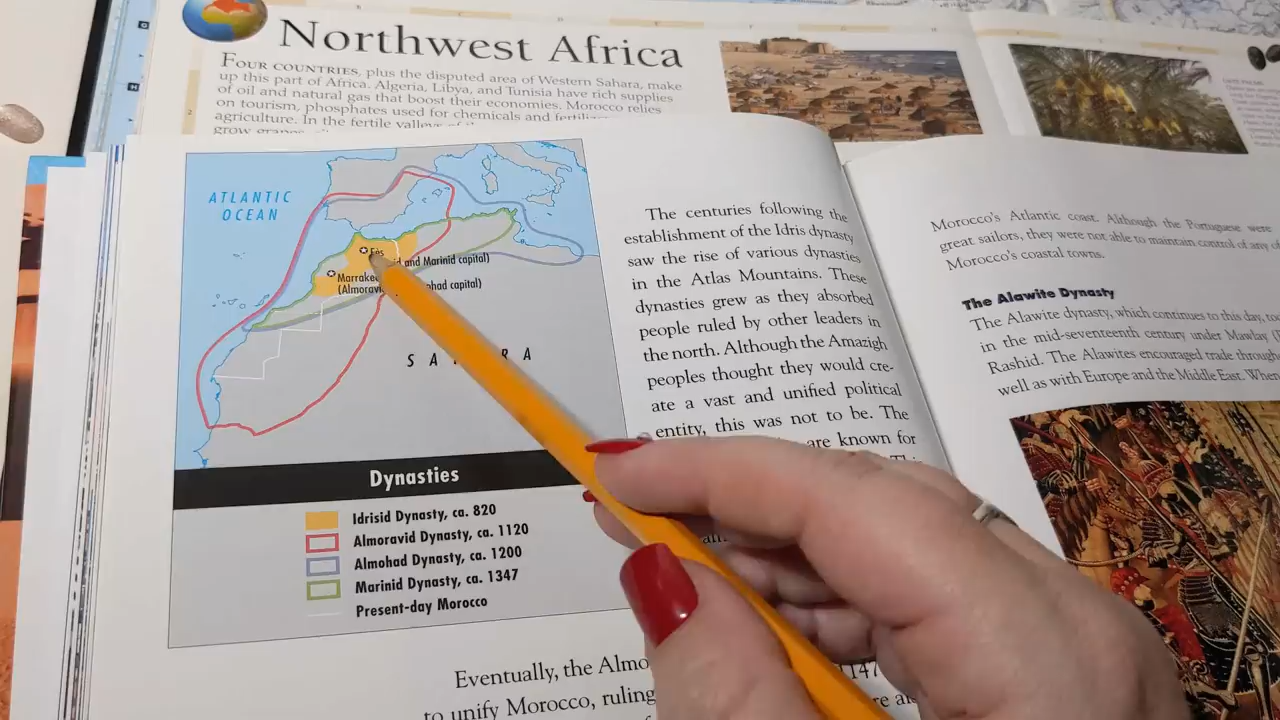 Northwest Africa
FOUR COUNTRIES, plus the disputed area of Western Sahara, make
up this part of Africa. Algeria, Libya, and Tunisia have rich supplies
of oil and natural gas that boost their economies. Morocco relies
on tourism, phosphates used for chemicals and
agriculture. In the fertile
grow grapes,
ATLANTIC
OCEAN
Fès
and Marinid capital)
S A R A
Dynasties
Idrisid Dynasty, ca. 820
Almoravid Dynasty, ca. 1120
Almohad Dynasty, ca. 1200
Marinid Dynasty, ca. 1347
Present-day Morocco
The centuries following the
establishment of the Idris dynasty
saw the rise of various dynasties
in the Atlas Mountains. These
dynasties grew as they absorbed
people ruled by other leaders in
the north. Although the Amazigh
peoples thought they would cre-
ate a vast and unified political
entity, this was not to be. The
are known for
Eventually, the Almo
to unify Morocco, ruling
Morocco's Atlantic coast. Although the Portuguese were
great sailors, they were not able to maintain control of any of
Morocco's coastal towns.
The Alawite Dynasty
The Alawite dynasty, which continues to this day,
in the mid-seventeenth century under Mawlay
Rashid. The Alawites encouraged trade through
well as with Europe and the Middle East. When